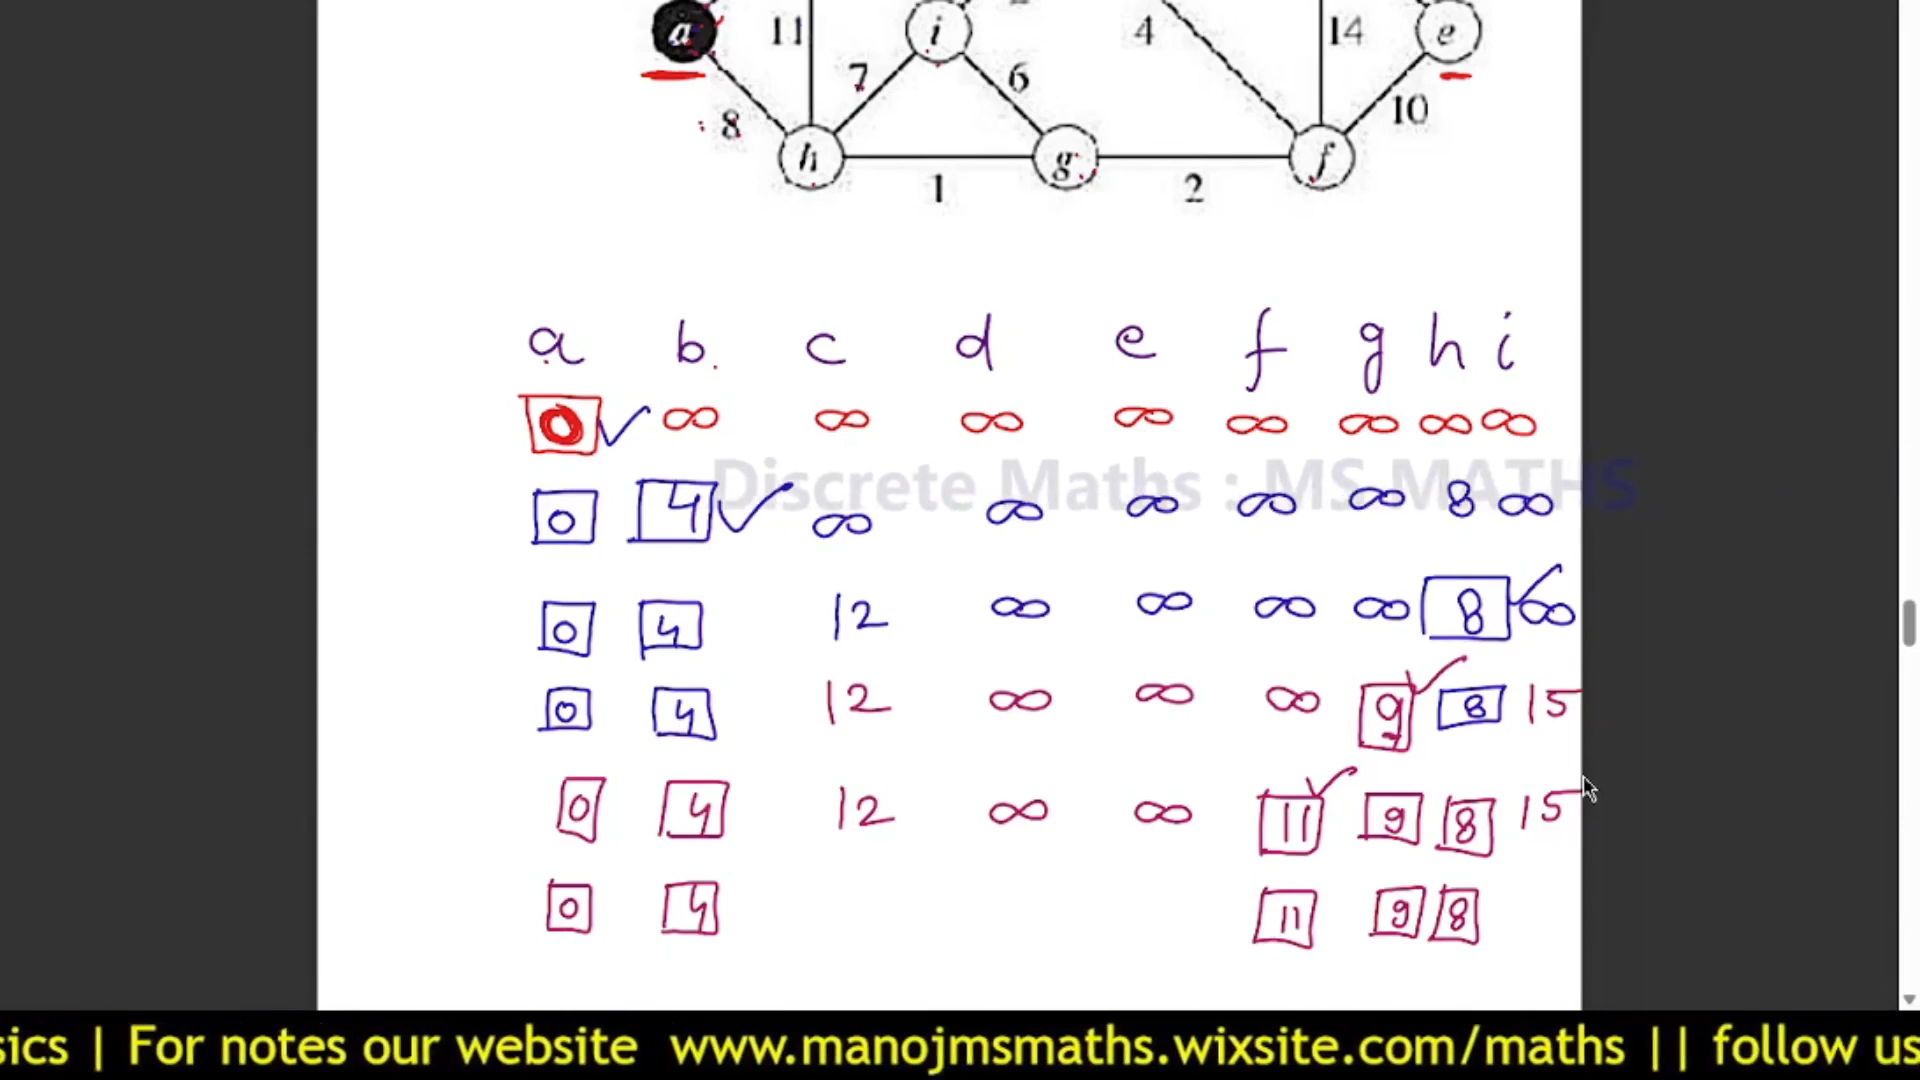 a 11 i 4 14 e
7 6 10
8
h g f
1 2
a b c d e f g h i
0 ∞ ∞ ∞ ∞ ∞ ∞ ∞ ∞
Discrete Maths : MS MATHS
0 4 ∞ ∞ ∞ ∞ ∞ 8 ∞
0 4 12 ∞ ∞ ∞ ∞ 8 ∞
0 4 12 ∞ ∞ ∞ 9 8 15
0 4 12 ∞ ∞ 11 9 8 15
0 4 11 9 8
sics | For notes our website www.manojmsmaths.wixsite.com/maths || follow us